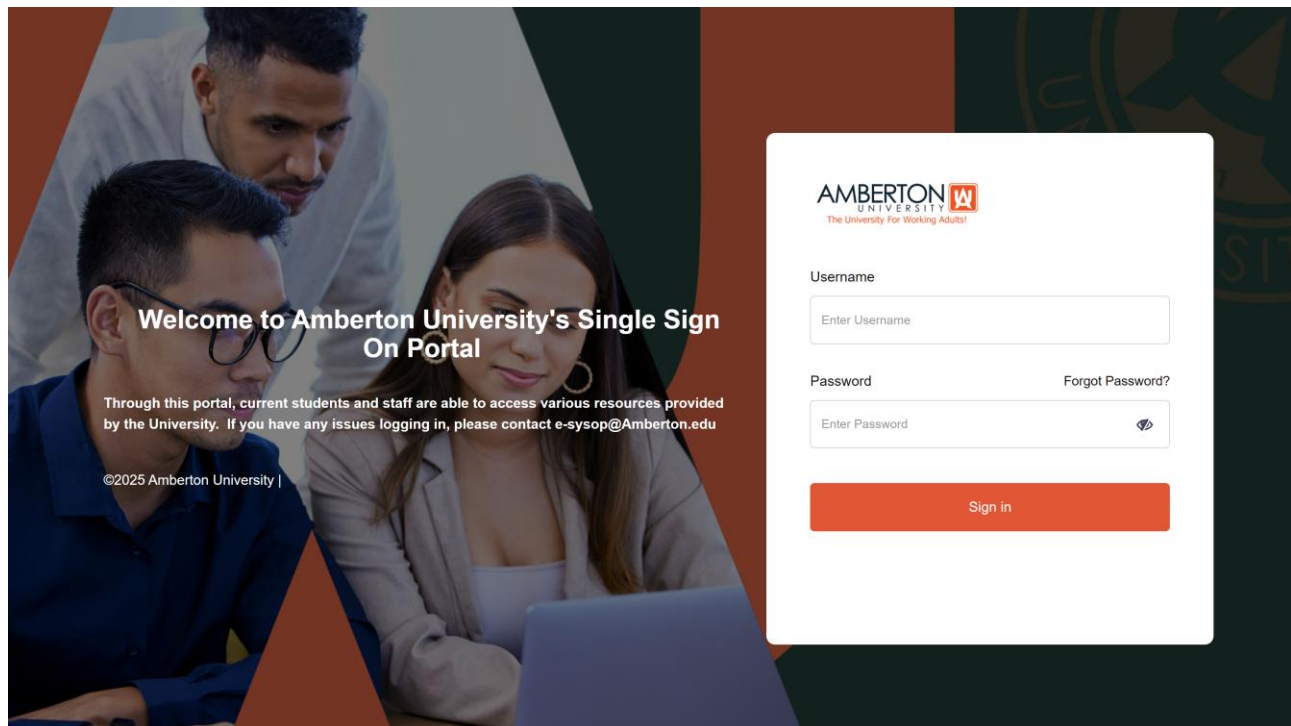 Welcome to Amberton University's Single Sign
On Portal
Through this portal, current students and staff are able to access various resources provided
by the University.  If you have any issues logging in, please contact e-sysop@Amberton.edu
©2025 Amberton University |
AMBERTON
UNIVERSITY
The University For Working Adults!
Username
Enter Username
Password
Forgot Password?
Enter Password
Sign in